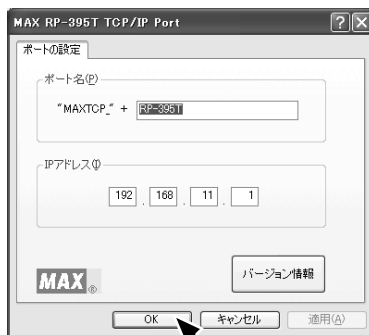 MAX RP-395T TCP/IP Port
ポートの設定
ポート名(P)
"MAXTCP_" + RP-395T
IPアドレス(I)
192 . 168 . 11 . 1
MAX®
バージョン情報
OK キャンセル 適用(A)